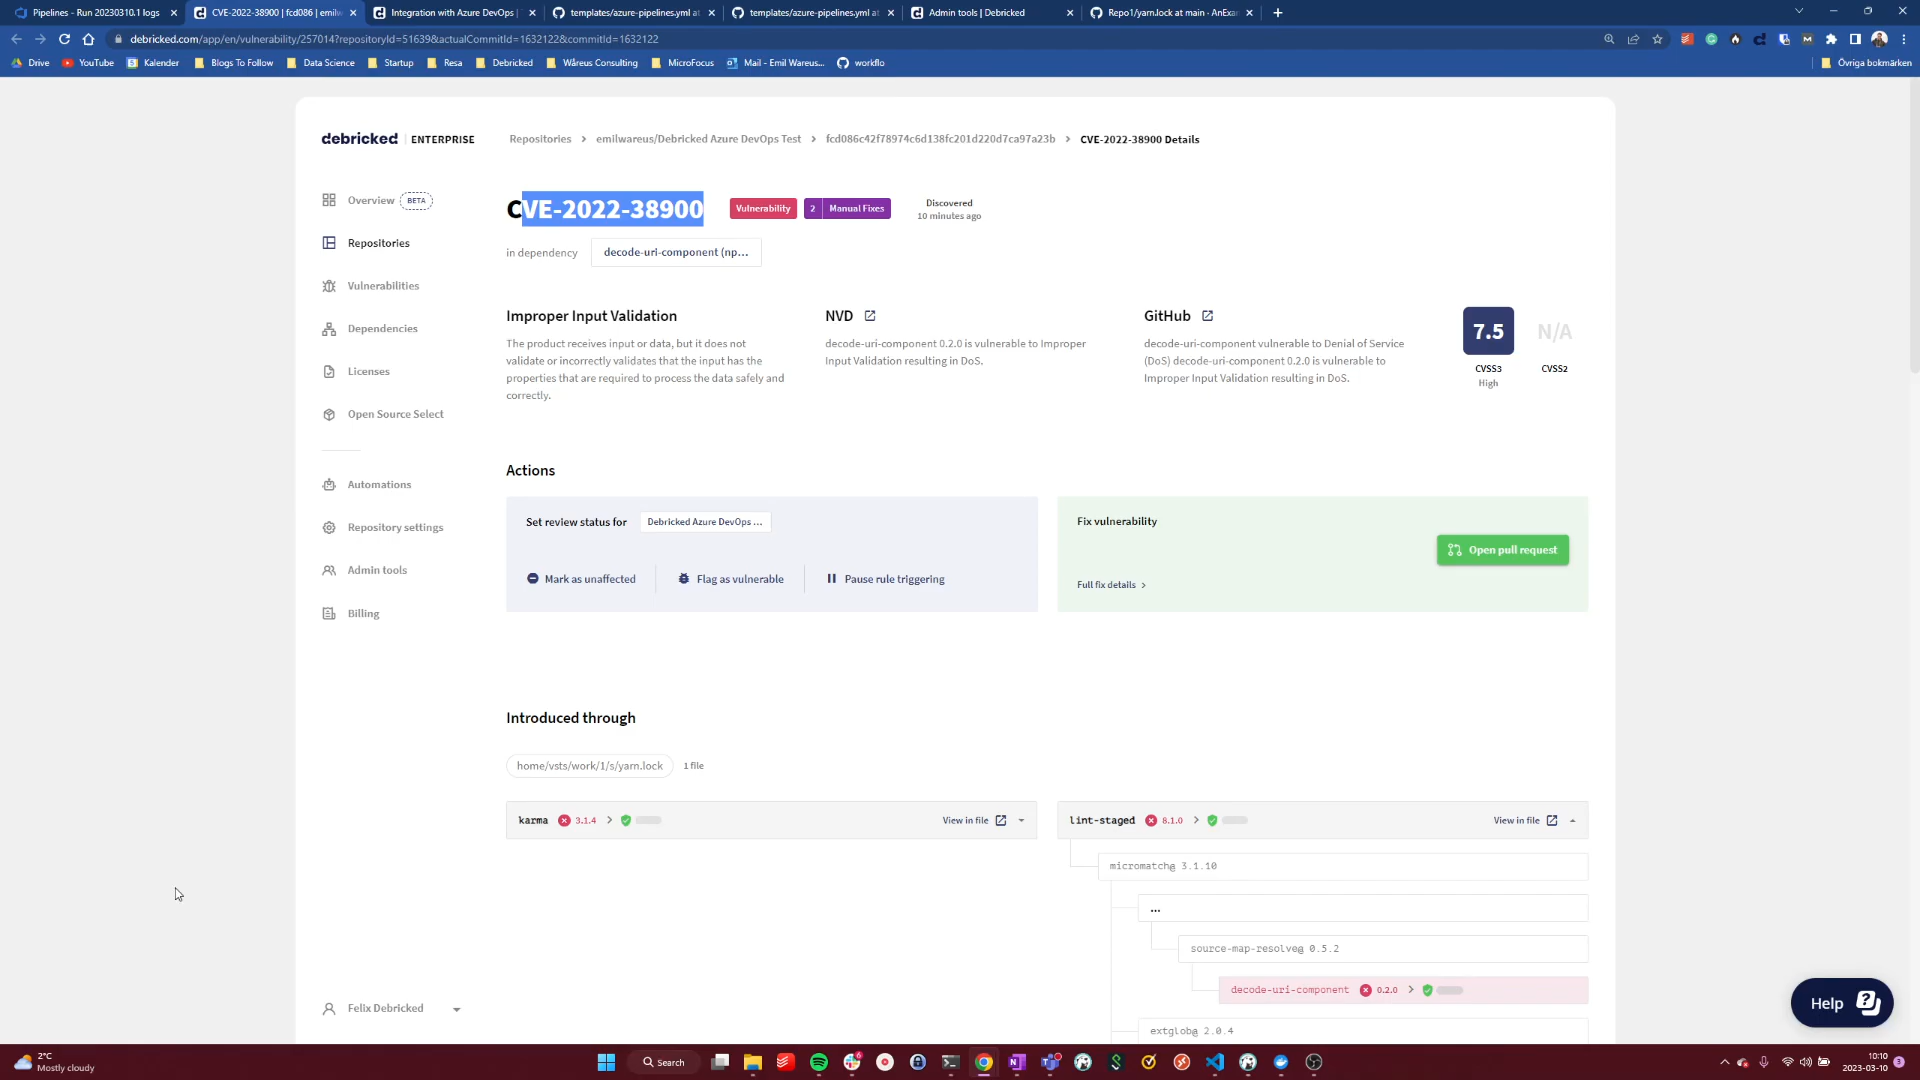 Pipelines - Run 20230310.1 logs
CVE-2022-38900 | fcd086 | emilw
Integration with Azure DevOps |
templates/azure-pipelines.yml at
templates/azure-pipelines.yml at
Admin tools | Debricked
Repo1/yarn.lock at main · AnExam
debricked.com/app/en/vulnerability/257014?repositoryId=51639&actualCommitId=1632122&commitId=1632122
Drive
YouTube
Kalender
Blogs To Follow
Data Science
Startup
Resa
Debricked
Wåreus Consulting
MicroFocus
Mail - Emil Wareus...
workflo
Övriga bokmärken
debricked | ENTERPRISE
Repositories > emilwareus/Debricked Azure DevOps Test > fcd086c42f78974c6d138fc201d220d7ca97a23b > CVE-2022-38900 Details
Overview BETA
Repositories
Vulnerabilities
Dependencies
Licenses
Open Source Select
Automations
Repository settings
Admin tools
Billing
Felix Debricked
CVE-2022-38900
Vulnerability
2 Manual Fixes
Discovered
10 minutes ago
in dependency
decode-uri-component (np...
Improper Input Validation
The product receives input or data, but it does not
validate or incorrectly validates that the input has the
properties that are required to process the data safely and
correctly.
NVD
decode-uri-component 0.2.0 is vulnerable to Improper
Input Validation resulting in DoS.
GitHub
decode-uri-component vulnerable to Denial of Service
(DoS) decode-uri-component 0.2.0 is vulnerable to
Improper Input Validation resulting in DoS.
7.5
CVSS3
High
N/A
CVSS2
Actions
Set review status for
Debricked Azure DevOps ...
Mark as unaffected
Flag as vulnerable
Pause rule triggering
Fix vulnerability
Open pull request
Full fix details >
Introduced through
home/vsts/work/1/s/yarn.lock
1 file
karma 3.1.4 >
View in file
lint-staged 8.1.0 >
View in file
micromatch@ 3.1.10
...
source-map-resolve@ 0.5.2
decode-uri-component 0.2.0 >
extglob@ 2.0.4
Help
2°C
Mostly cloudy
Search
10:10
2023-03-10
3